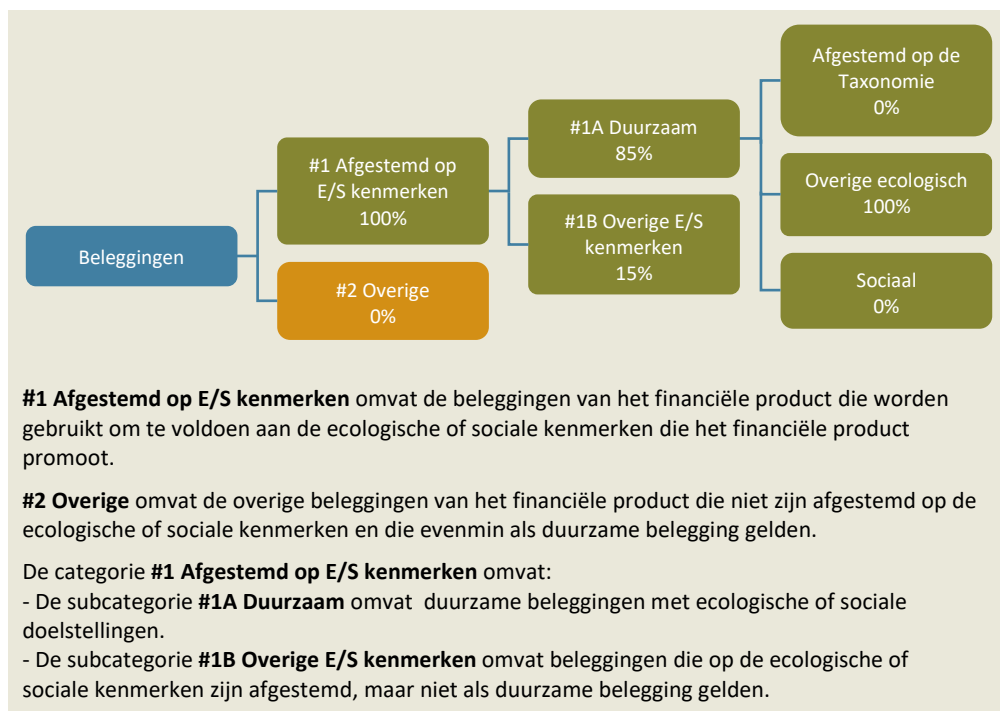 Beleggingen
#1 Afgestemd op
E/S kenmerken
100%
#2 Overige
0%
#1A Duurzaam
85%
#1B Overige E/S
kenmerken
15%
Afgestemd op de
Taxonomie
0%
Overige ecologisch
100%
Sociaal
0%
#1 Afgestemd op E/S kenmerken omvat de beleggingen van het financiële product die worden
gebruikt om te voldoen aan de ecologische of sociale kenmerken die het financiële product
promoot.
#2 Overige omvat de overige beleggingen van het financiële product die niet zijn afgestemd op de
ecologische of sociale kenmerken en die evenmin als duurzame belegging gelden.
De categorie #1 Afgestemd op E/S kenmerken omvat:
- De subcategorie #1A Duurzaam omvat duurzame beleggingen met ecologische of sociale
doelstellingen.
- De subcategorie #1B Overige E/S kenmerken omvat beleggingen die op de ecologische of
sociale kenmerken zijn afgestemd, maar niet als duurzame belegging gelden.